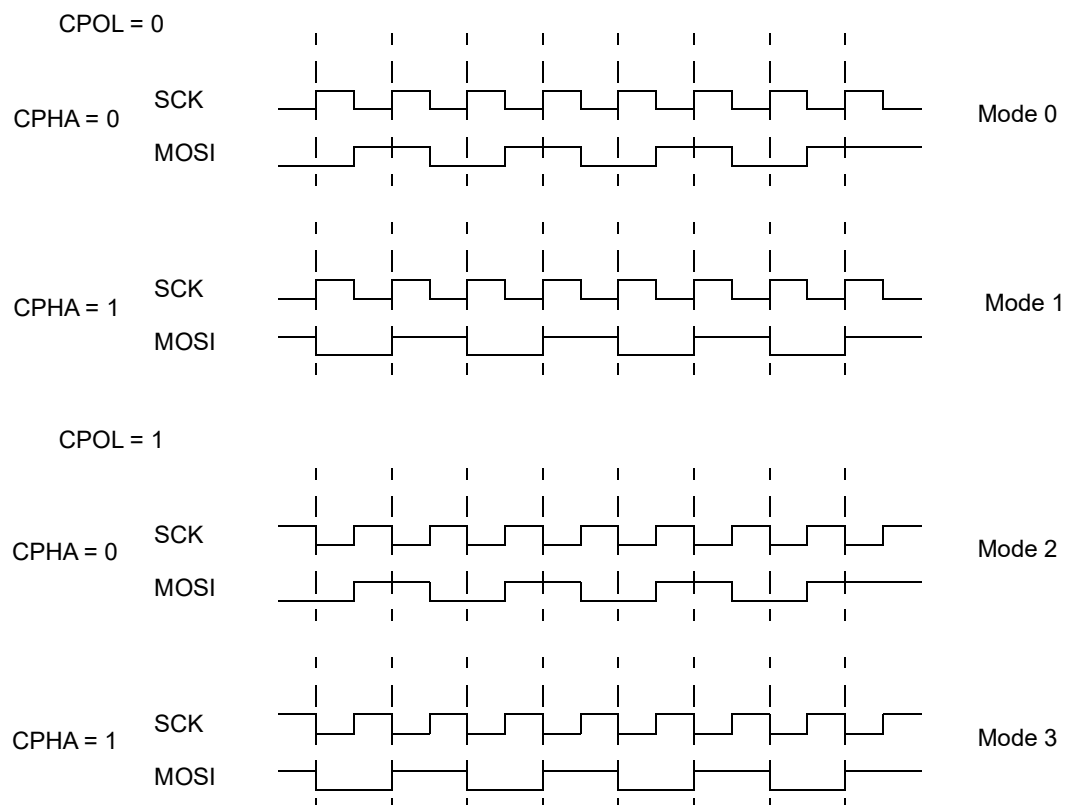 CPOL = 0
SCK
CPHA = 0
Mode 0
MOSI
SCK
CPHA = 1
Mode 1
MOSI
CPOL = 1
SCK
CPHA = 0
Mode 2
MOSI
SCK
CPHA = 1
Mode 3
MOSI